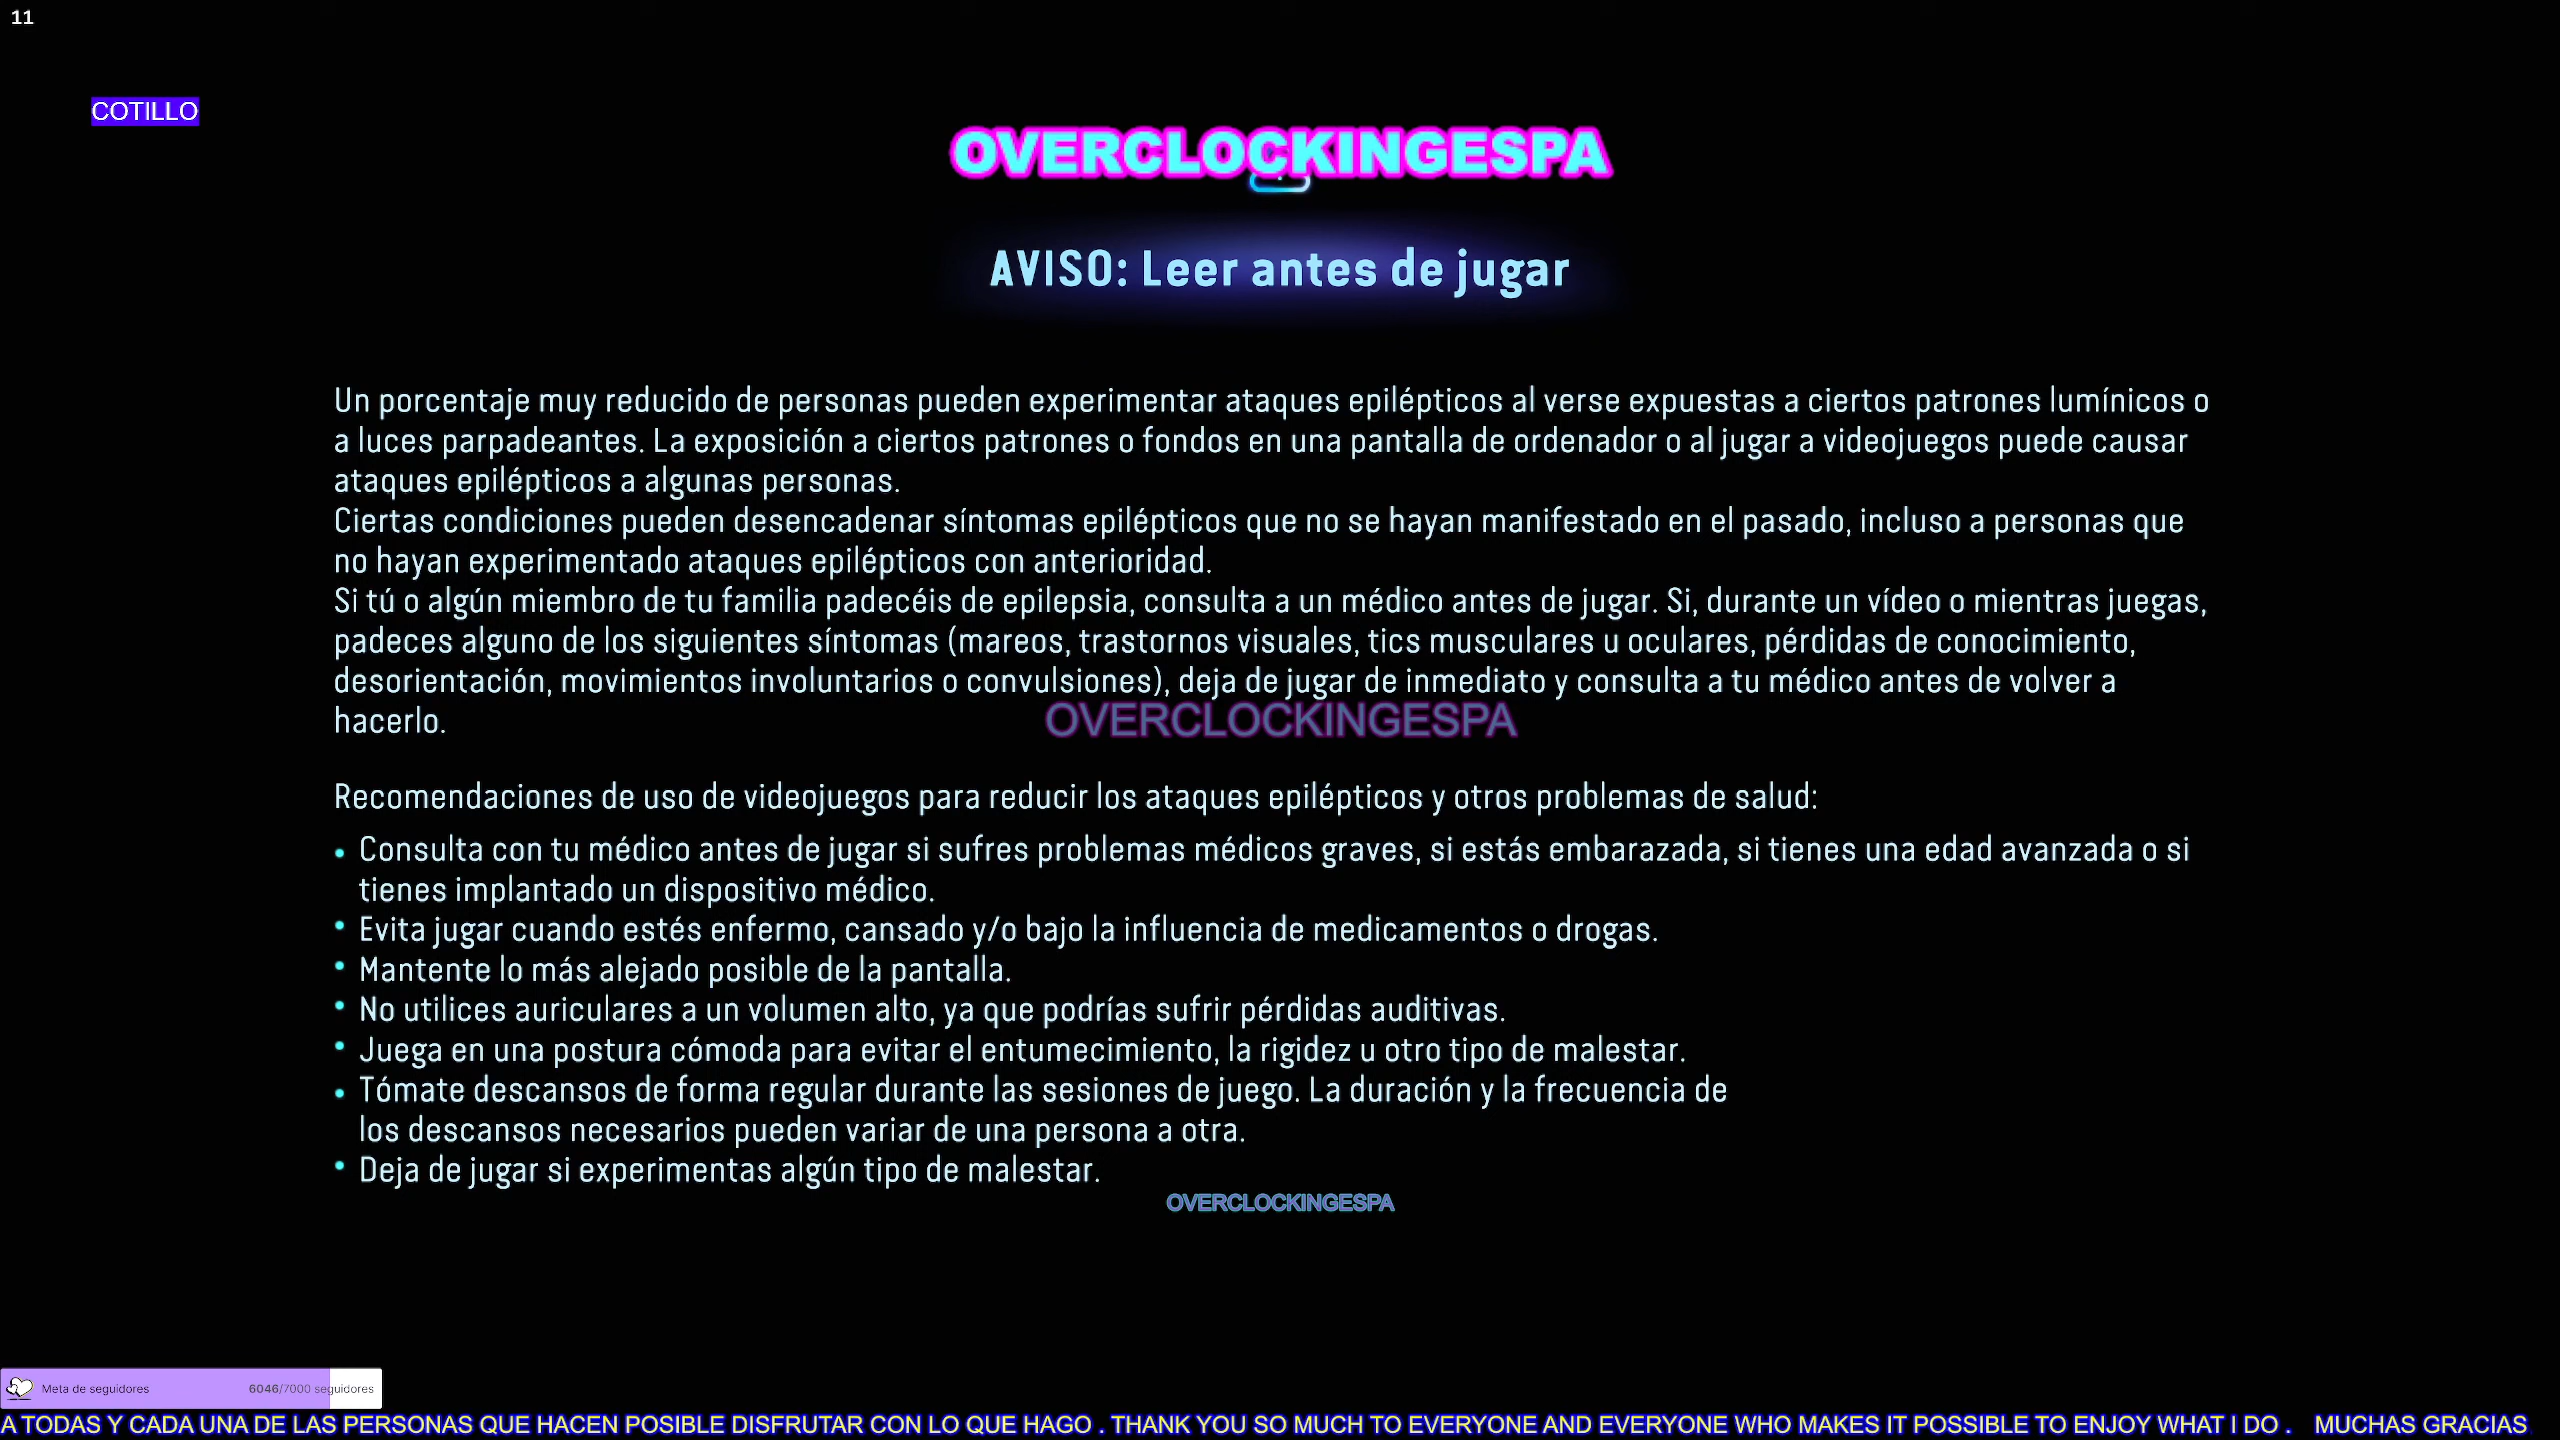 11
COTILLO
OVERCLOCKINGESPA
AVISO: Leer antes de jugar
Un porcentaje muy reducido de personas pueden experimentar ataques epilépticos al verse expuestas a ciertos patrones lumínicos o
a luces parpadeantes. La exposición a ciertos patrones o fondos en una pantalla de ordenador o al jugar a videojuegos puede causar
ataques epilépticos a algunas personas.
Ciertas condiciones pueden desencadenar síntomas epilépticos que no se hayan manifestado en el pasado, incluso a personas que
no hayan experimentado ataques epilépticos con anterioridad.
Si tú o algún miembro de tu familia padecéis de epilepsia, consulta a un médico antes de jugar. Si, durante un vídeo o mientras juegas,
padeces alguno de los siguientes síntomas (mareos, trastornos visuales, tics musculares u oculares, pérdidas de conocimiento,
desorientación, movimientos involuntarios o convulsiones), deja de jugar de inmediato y consulta a tu médico antes de volver a
hacerlo.
OVERCLOCKINGESPA
Recomendaciones de uso de videojuegos para reducir los ataques epilépticos y otros problemas de salud:
• Consulta con tu médico antes de jugar si sufres problemas médicos graves, si estás embarazada, si tienes una edad avanzada o si
tienes implantado un dispositivo médico.
• Evita jugar cuando estés enfermo, cansado y/o bajo la influencia de medicamentos o drogas.
• Mantente lo más alejado posible de la pantalla.
• No utilices auriculares a un volumen alto, ya que podrías sufrir pérdidas auditivas.
• Juega en una postura cómoda para evitar el entumecimiento, la rigidez u otro tipo de malestar.
• Tómate descansos de forma regular durante las sesiones de juego. La duración y la frecuencia de
los descansos necesarios pueden variar de una persona a otra.
• Deja de jugar si experimentas algún tipo de malestar.
OVERCLOCKINGESPA
Meta de seguidores 6046/7000 seguidores
A TODAS Y CADA UNA DE LAS PERSONAS QUE HACEN POSIBLE DISFRUTAR CON LO QUE HAGO . THANK YOU SO MUCH TO EVERYONE AND EVERYONE WHO MAKES IT POSSIBLE TO ENJOY WHAT I DO . MUCHAS GRACIAS